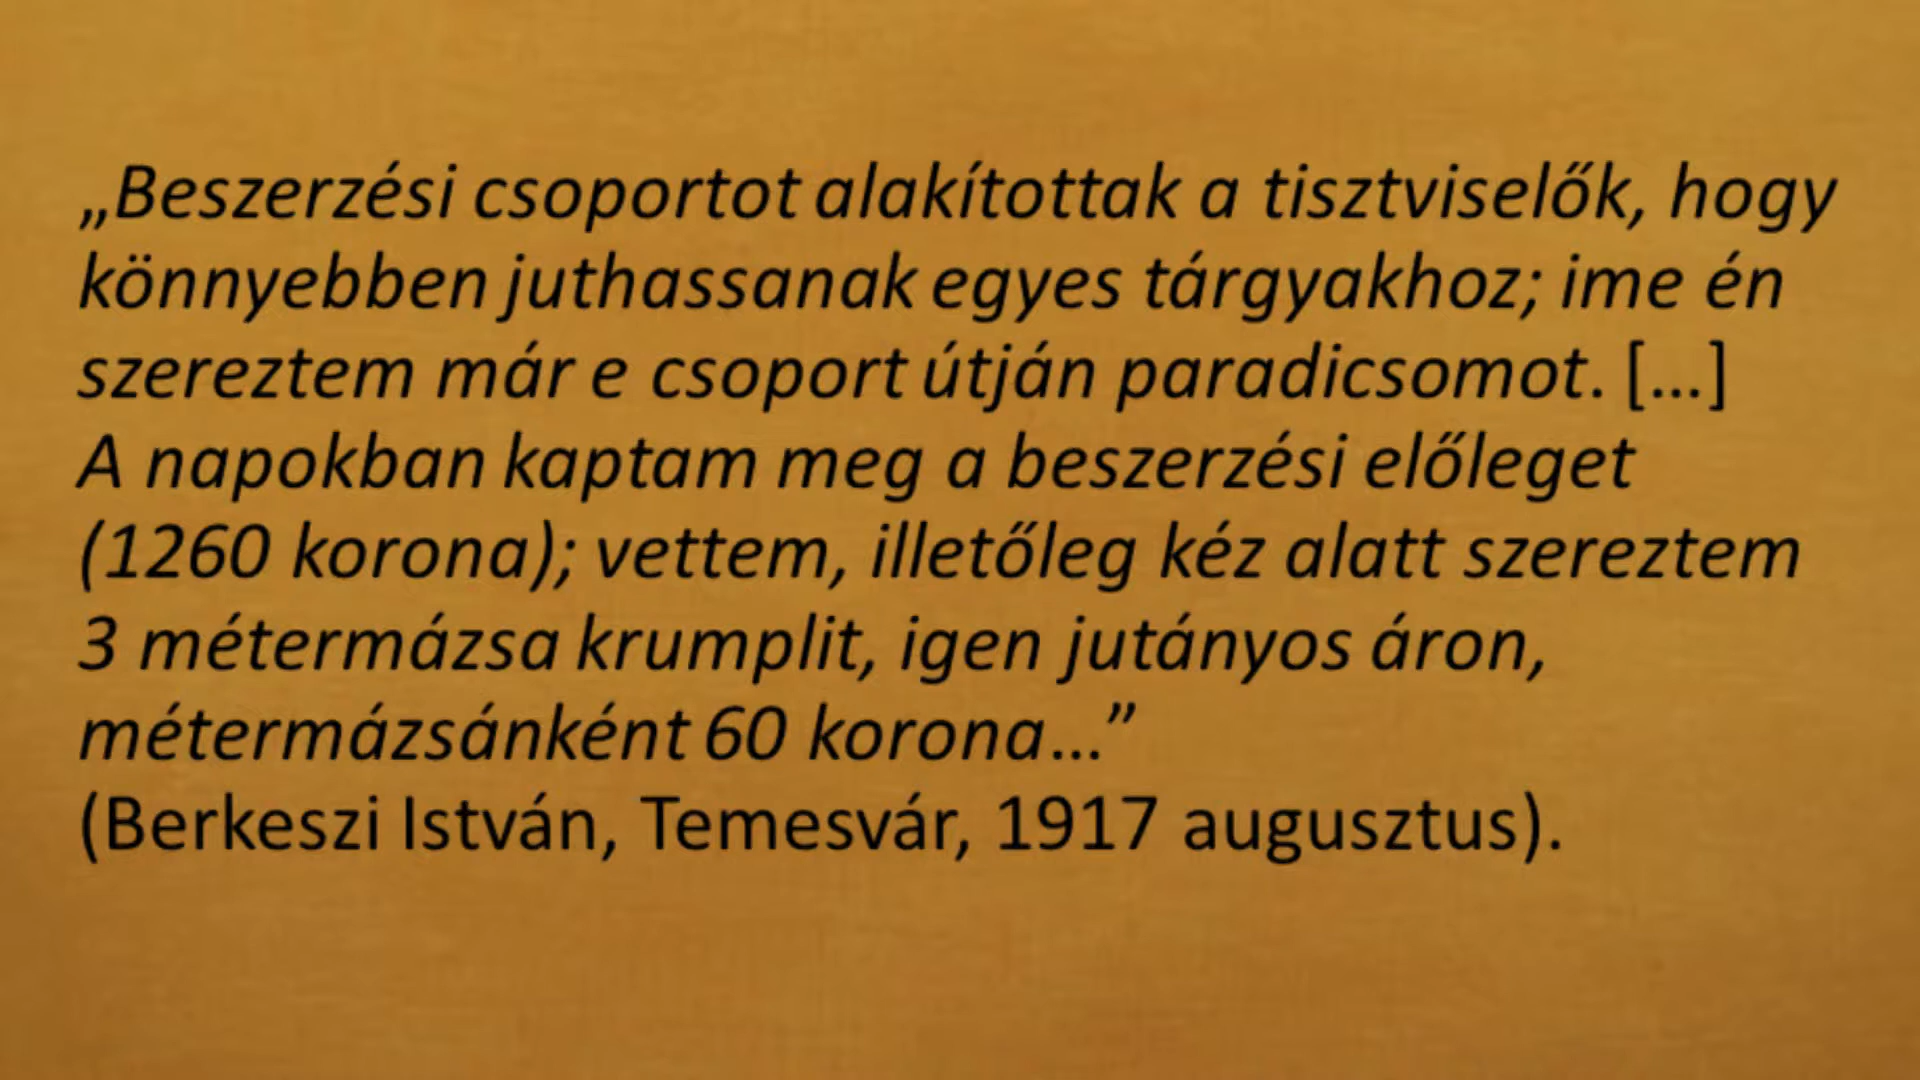 „Beszerzési csoportot alakítottak a tisztviselők, hogy
könnyebben juthassanak egyes tárgyakhoz; ime én
szereztem már e csoport útján paradicsomot. […]
A napokban kaptam meg a beszerzési előleget
(1260 korona); vettem, illetőleg kéz alatt szereztem
3 métermázsa krumplit, igen jutányos áron,
métermázsánként 60 korona…”
(Berkeszi István, Temesvár, 1917 augusztus).